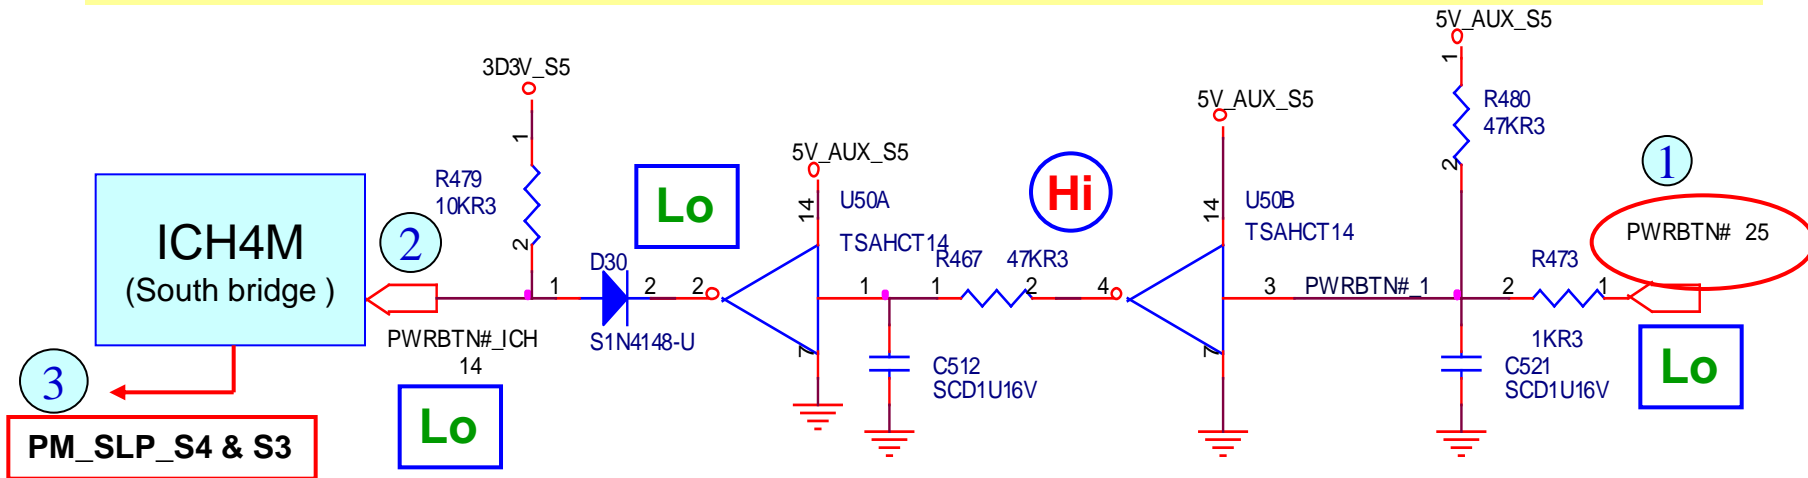 5V_AUX_S5
1
R480
47KR3
2
3D3V_S5
1
R479
10KR3
2
5V_AUX_S5
14
U50A
TSAHCT14
7
5V_AUX_S5
14
U50B
TSAHCT14
7
Lo
Hi
1
PWRBTN# 25
ICH4M
(South bridge )
2
D30
1
2
S1N4148-U
2
1
R467
47KR3
1
2
4
3
PWRBTN#_1
R473
2
1
1KR3
PWRBTN#_ICH
14
C512
SCD1U16V
C521
SCD1U16V
Lo
Lo
3
PM_SLP_S4 & S3